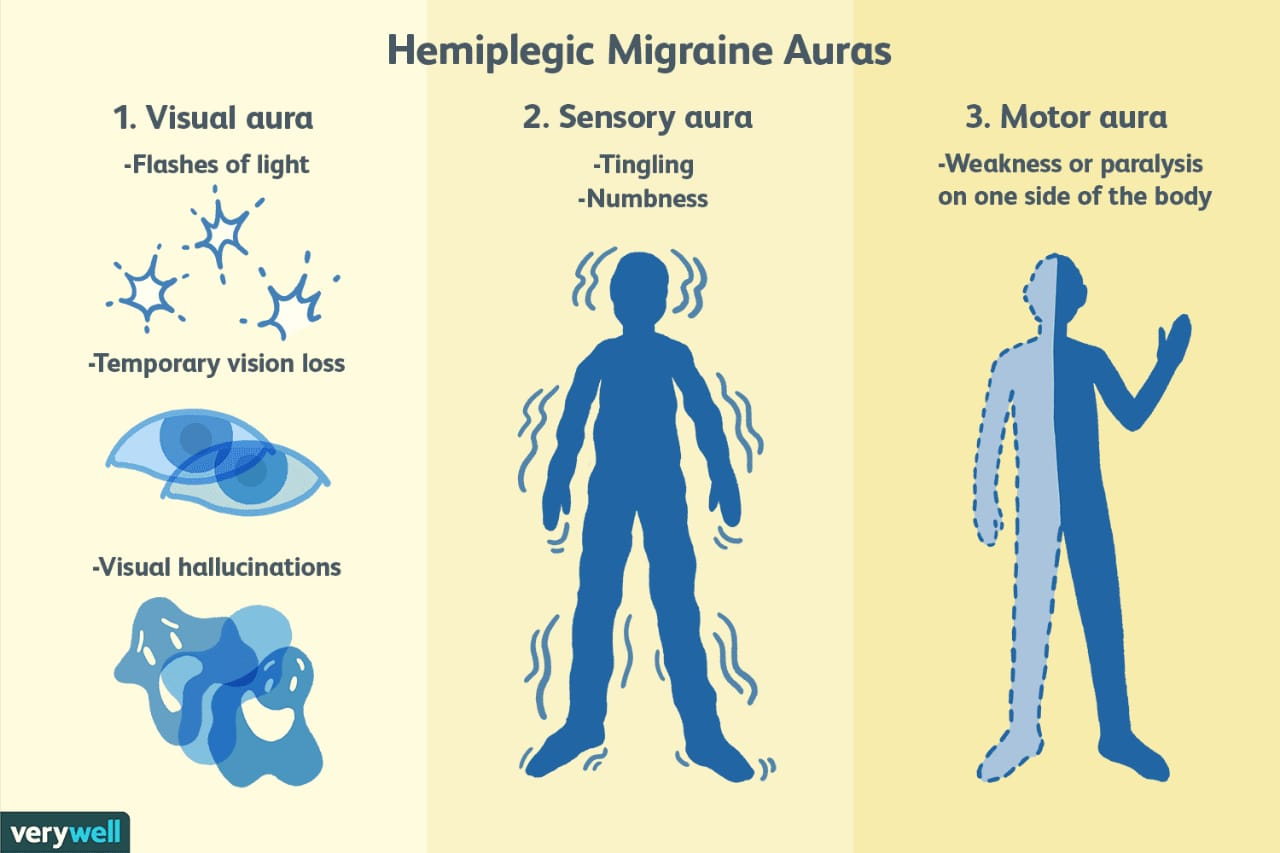 Hemiplegic Migraine Auras
1. Visual aura
-Flashes of light
-Temporary vision loss
-Visual hallucinations
2. Sensory aura
-Tingling
-Numbness
3. Motor aura
-Weakness or paralysis
on one side of the body
verywell